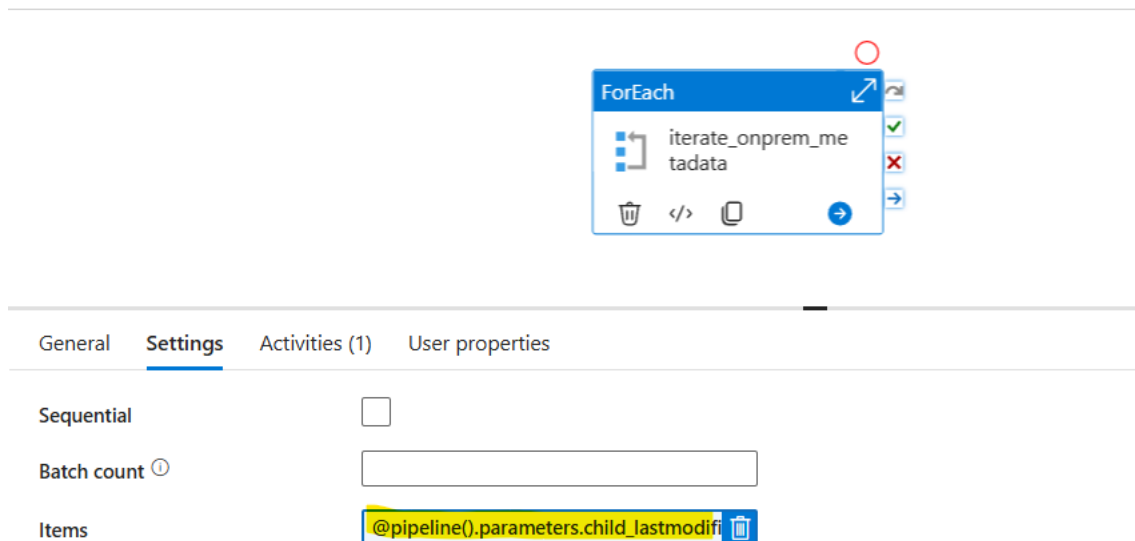 ForEach
iterate_onprem_me
tadata
General Settings Activities (1) User properties
Sequential
Batch count
Items @pipeline().parameters.child_lastmodifi